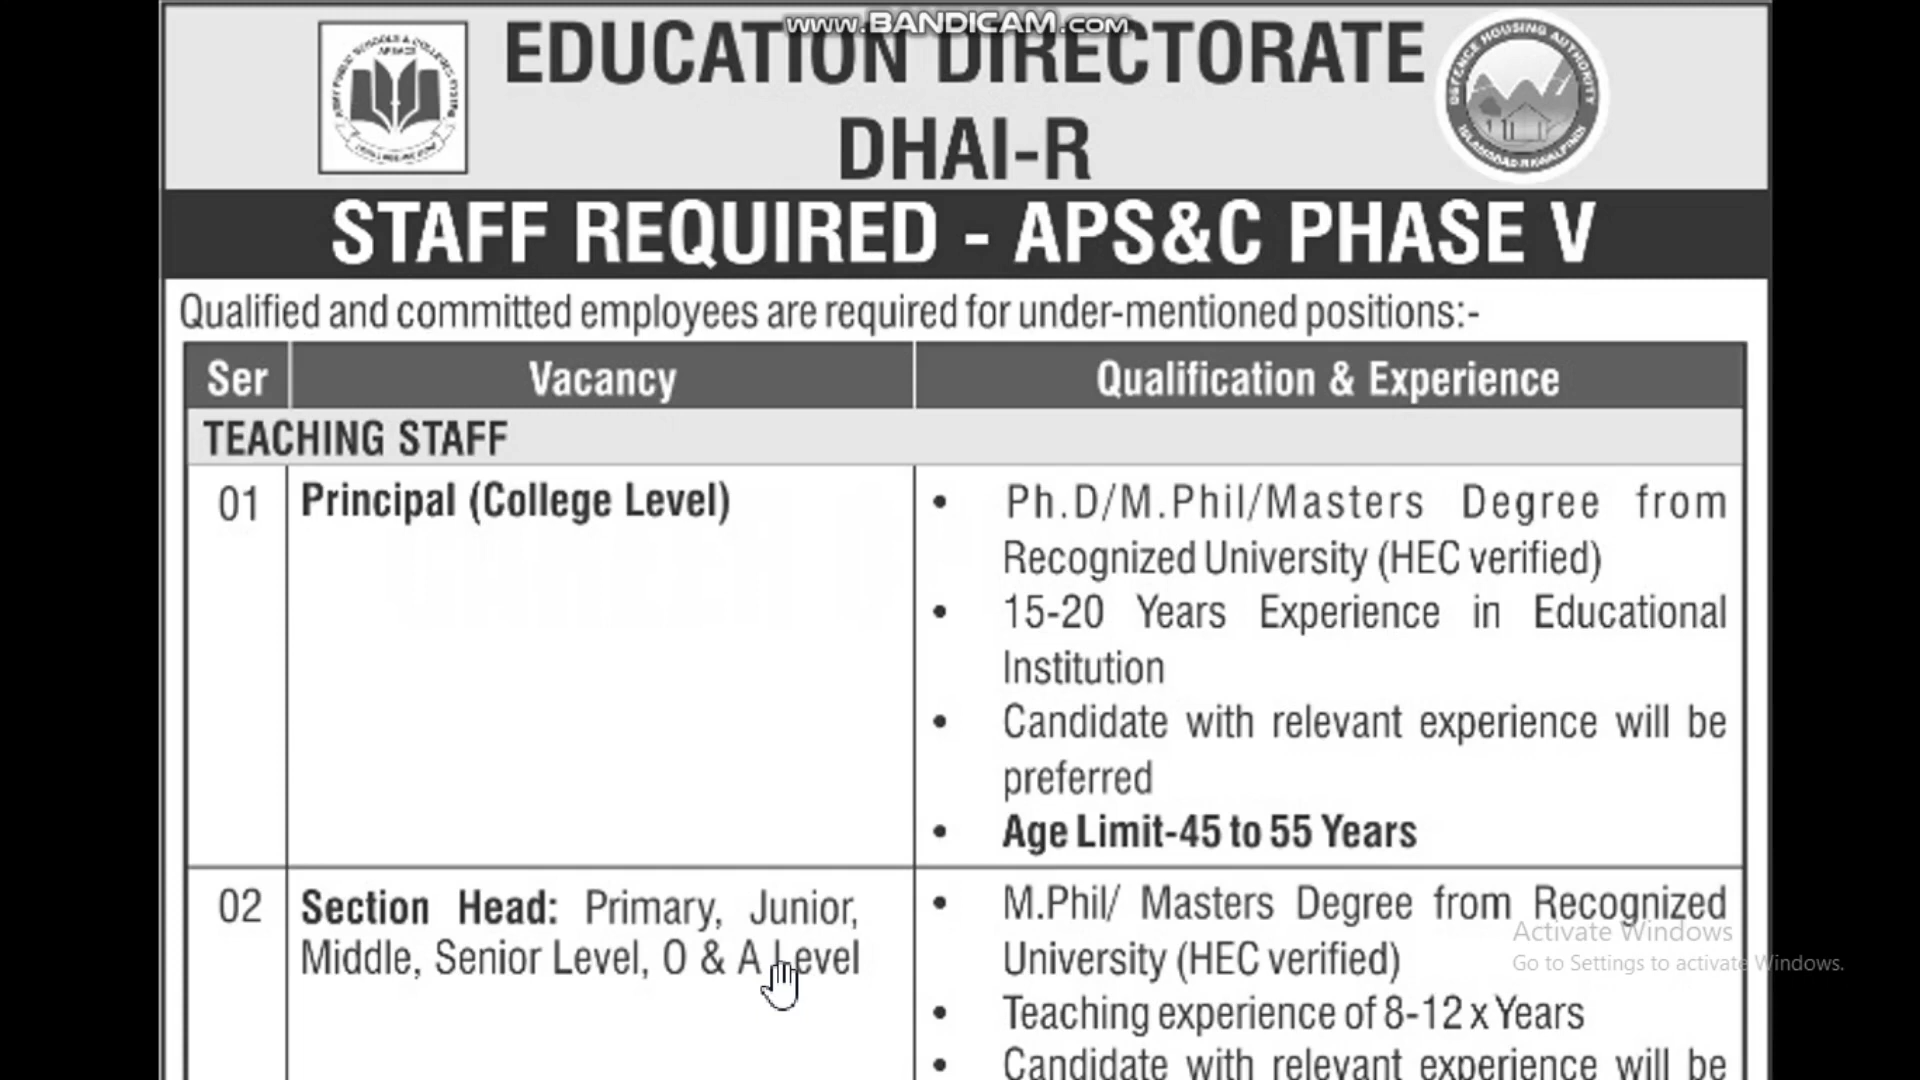 www.BANDICAM.com
EDUCATION DIRECTORATE
DHAI-R
DEFENCE HOUSING AUTHORITY
ISLAMABAD RAWALPINDI
STAFF REQUIRED - APS&C PHASE V
Qualified and committed employees are required for under-mentioned positions:-
Ser Vacancy Qualification & Experience
TEACHING STAFF
01 Principal (College Level) • Ph.D/M.Phil/Masters Degree from
Recognized University (HEC verified)
• 15-20 Years Experience in Educational
Institution
• Candidate with relevant experience will be
preferred
• Age Limit-45 to 55 Years
02 Section Head: Primary, Junior, • M.Phil/ Masters Degree from Recognized
Middle, Senior Level, O & A Level University (HEC verified)
• Teaching experience of 8-12 x Years
• Candidate with relevant experience will be
Activate Windows
Go to Settings to activate Windows.